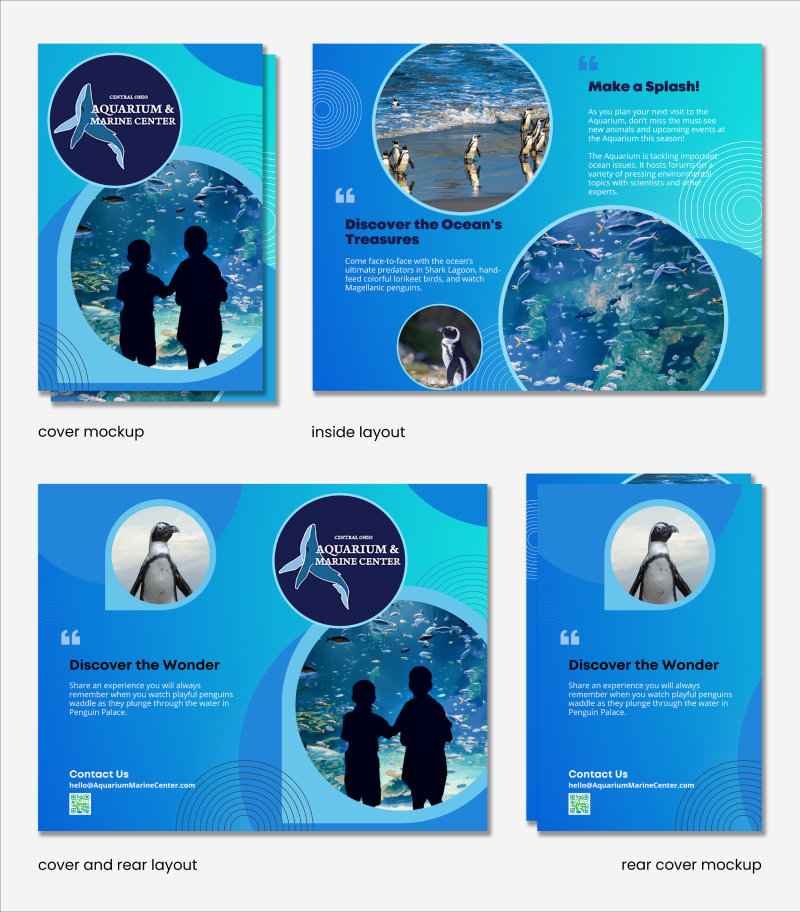 CENTRAL OHIO
AQUARIUM &
MARINE CENTER
“
Make a Splash!
As you plan your next visit to the
Aquarium, don't miss the must-see
new animals and upcoming events at
the Aquarium this season!
The Aquarium is tackling important
ocean issues. It hosts forums on a
variety of pressing environmental
topics with scientists and other
experts.
“
Discover the Ocean's
Treasures
Come face-to-face with the ocean's
ultimate predators in Shark Lagoon, hand-
feed colorful lorikeet birds, and watch
Magellanic penguins.
cover mockup
inside layout
CENTRAL OHIO
AQUARIUM &
MARINE CENTER
“
Discover the Wonder
Share an experience you will always
remember when you watch playful penguins
waddle as they plunge through the water in
Penguin Palace.
Contact Us
hello@AquariumMarineCenter.com
“
Discover the Wonder
Share an experience you will always
remember when you watch playful penguins
waddle as they plunge through the water in
Penguin Palace.
Contact Us
hello@AquariumMarineCenter.com
cover and rear layout
rear cover mockup